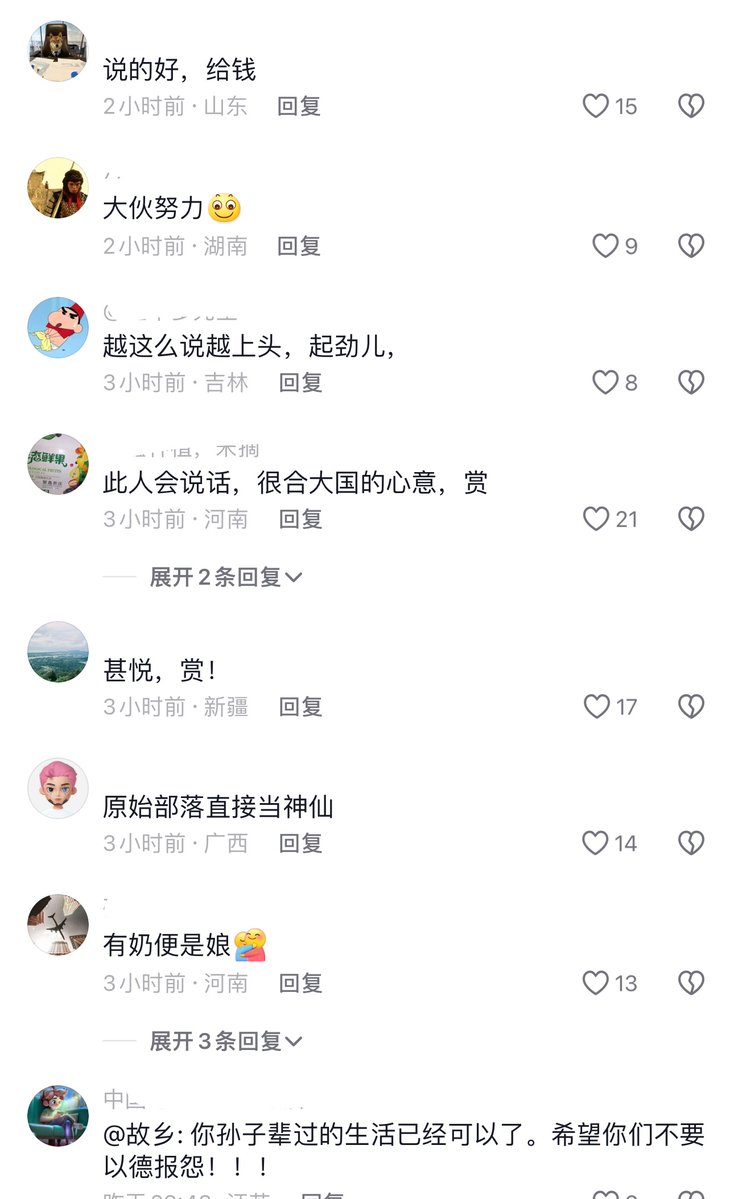 说的好，给钱
2小时前·山东 回复 15
大伙努力
2小时前·湖南 回复 9
越这么说越上头，起劲儿，
3小时前·吉林 回复 8
此人会说话，很合大国的心意，赏
3小时前·河南 回复 21
展开2条回复
甚悦，赏！
3小时前·新疆 回复 17
原始部落直接当神仙
3小时前·广西 回复 14
有奶便是娘
3小时前·河南 回复 13
展开3条回复
@故乡: 你孙子辈过的生活已经可以了。希望你们不要
以德报怨！！！